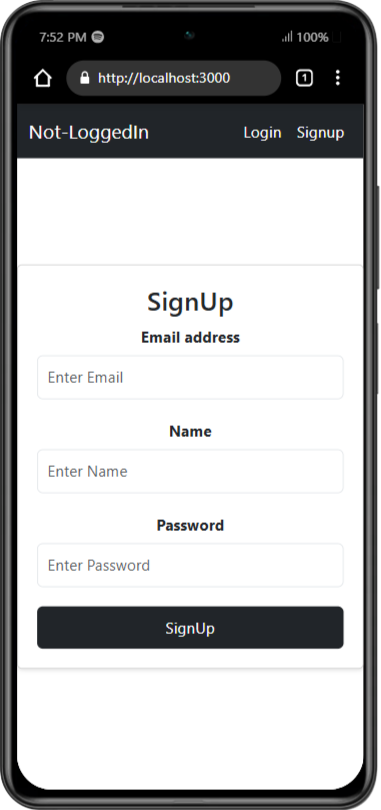 7:52 PM 100%
http://localhost:3000 1
Not-LoggedIn Login Signup
SignUp
Email address
Enter Email
Name
Enter Name
Password
Enter Password
SignUp